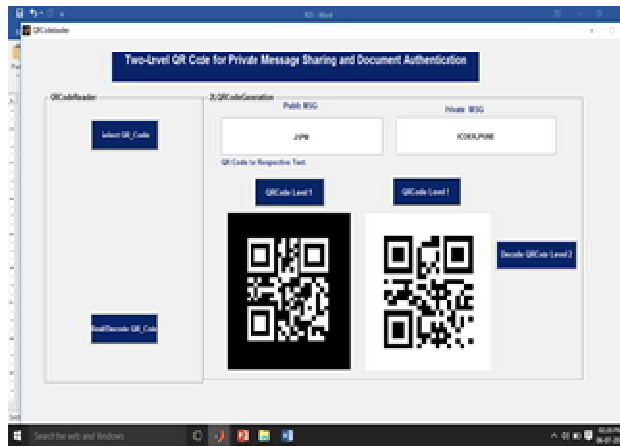 QRCodeReader
Two-Level QR Code for Private Message Sharing and Document Authentication
QRCodeReader
Select QR_Code
Read/Decode QR_Code
QRCodeGeneration
Public MSG
Private MSG
JSPM
ICOER,PUNE
QR Code for Respective Text
QRCode Level 1
QRCode Level !
Decode QRCode Level 2
Search the web and Windows